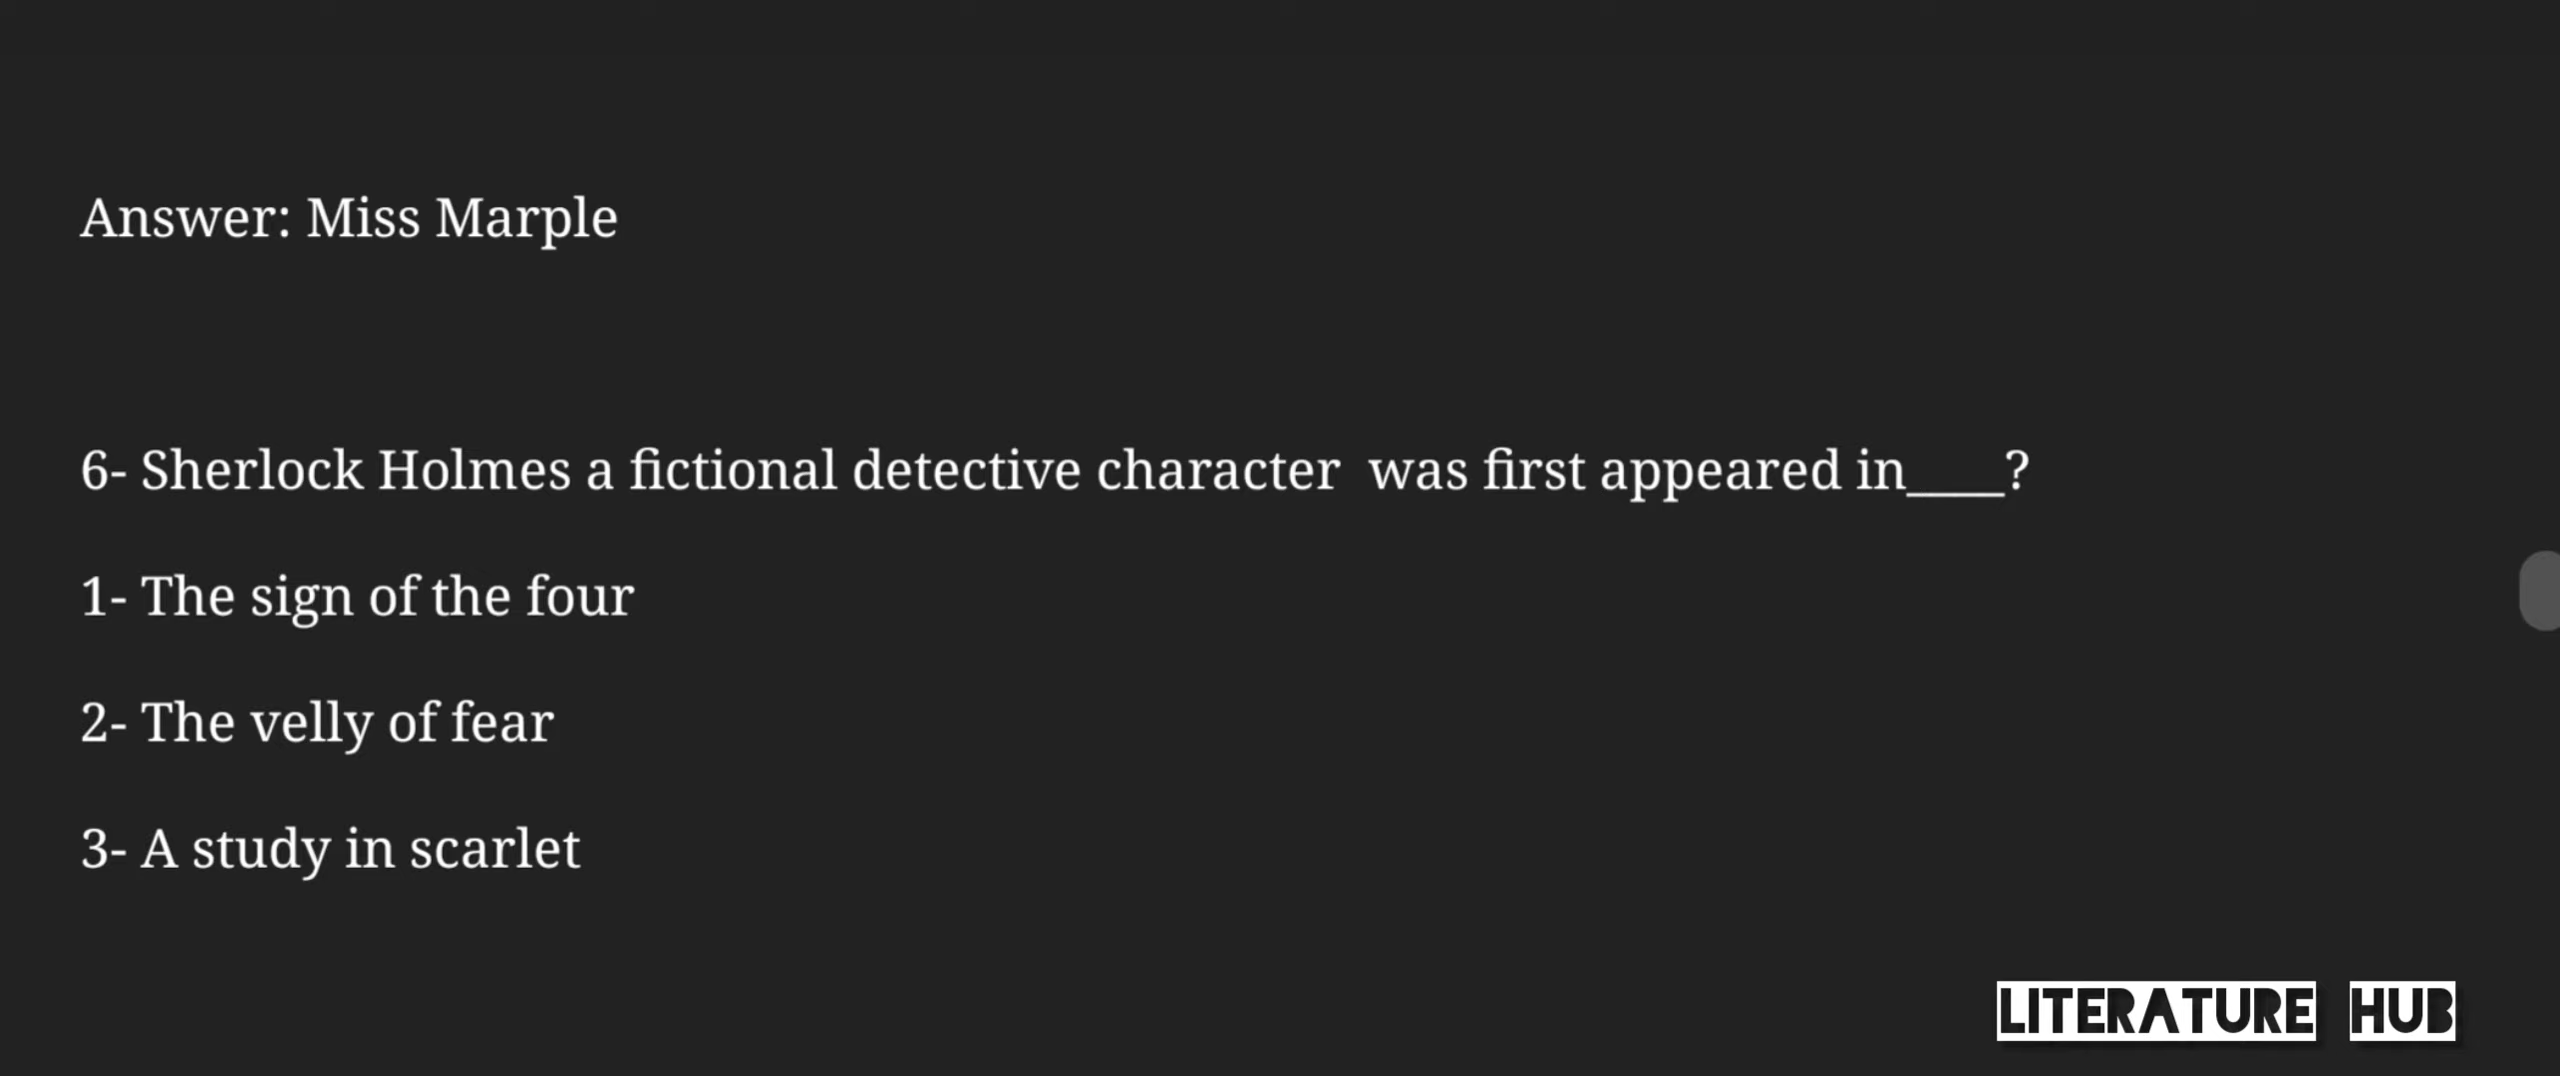 Answer: Miss Marple
6- Sherlock Holmes a fictional detective character  was first appeared in____?
1- The sign of the four
2- The velly of fear
3- A study in scarlet
LITERATURE HUB